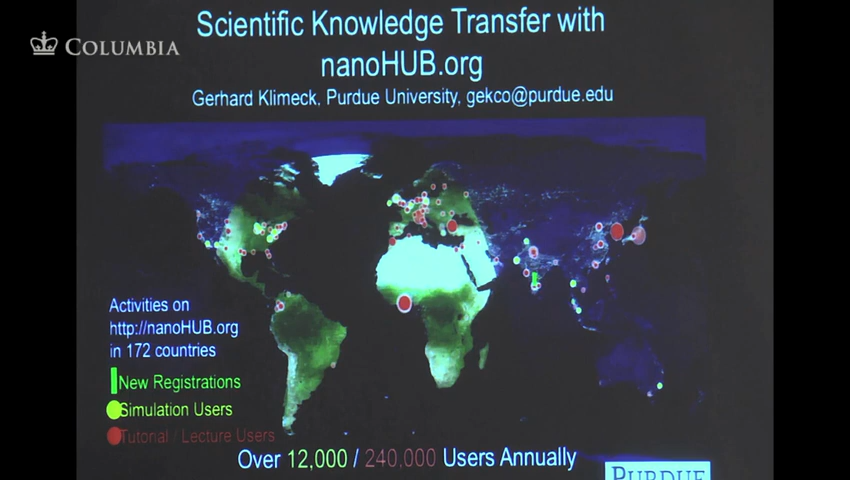 Scientific Knowledge Transfer with
nanoHUB.org
COLUMBIA
Gerhard Klimeck, Purdue University, gekco@purdue.edu
Activities on
http://nanoHUB.org
in 172 countries
New Registrations
Simulation Users
Tutorial / Lecture Users
Over 12,000 / 240,000 Users Annually
PURDUE